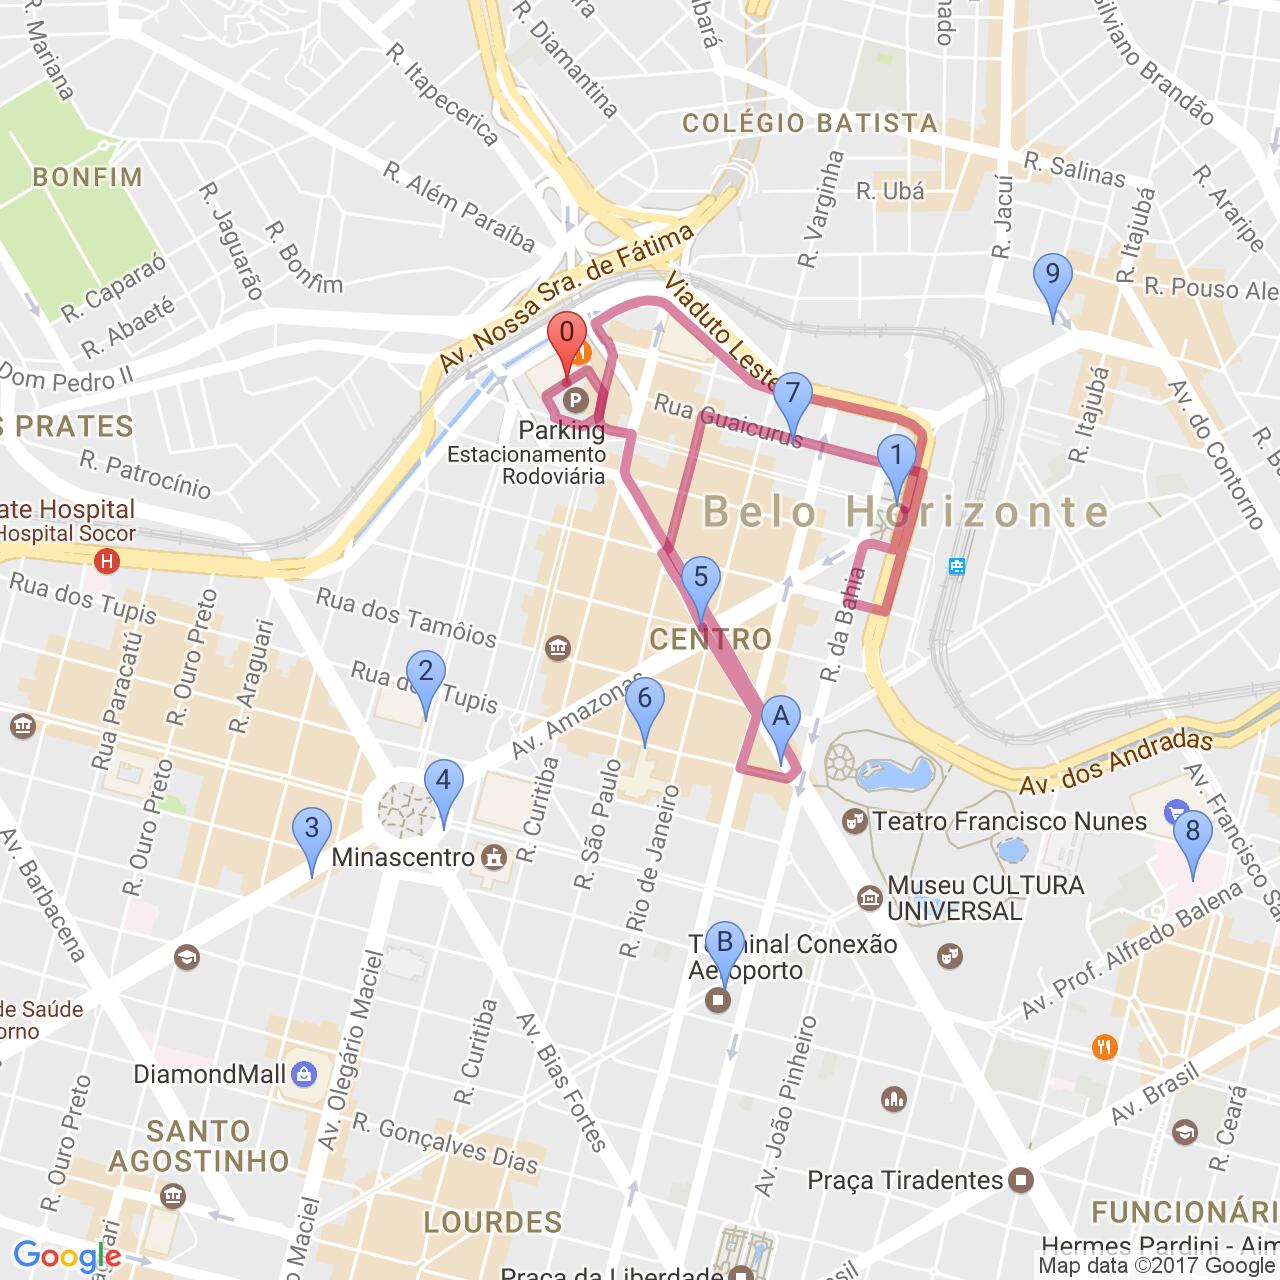 R. Mariana
R. Diamantina
R. Itapecerica
COLÉGIO BATISTA
Silviano Brandão
R. Salinas
BONFIM
R. Além Paraíba
R. Ubá
R. Varginha
R. Jacuí
R. Itajubá
R. Araripe
R. Jaguarão
R. Bonfim
R. Caparaó
R. Abaeté
Av. Nossa Sra. de Fátima
Viaduto Leste
9
R. Pouso Ale
0
Dom Pedro II
7
S PRATES
Rua Guaicurus
P
Parking
Estacionamento
Rodoviária
R. Itajubá
Av. do Contorno
R. Patrocínio
1
ate Hospital
Hospital Socor
H
Belo Horizonte
Rua dos Tupis
R. Ouro Preto
Rua dos Tamôios
5
CENTRO
R. da Bahia
Rua Paracatú
R. Araguari
2
Rua dos Tupis
6
Av. Amazonas
A
Av. dos Andradas
4
3
R. Ouro Preto
R. Curitiba
R. São Paulo
R. Rio de Janeiro
Minascentro
Teatro Francisco Nunes
8
Av. Francisco Sa
Av. Barbacena
Museu CULTURA
UNIVERSAL
Av. Prof. Alfredo Balena
B
Terminal Conexão
Aeroporto
de Saúde
orno
Av. Olegário Maciel
R. Curitiba
Av. Bias Fortes
Av. João Pinheiro
DiamondMall
R. Ouro Preto
SANTO
AGOSTINHO
R. Gonçalves Dias
Av. Brasil
R. Ceará
Praça Tiradentes
LOURDES
FUNCIONÁRI
Hermes Pardini - Aim
Google
Praça da Liberdade
Map data ©2017 Google